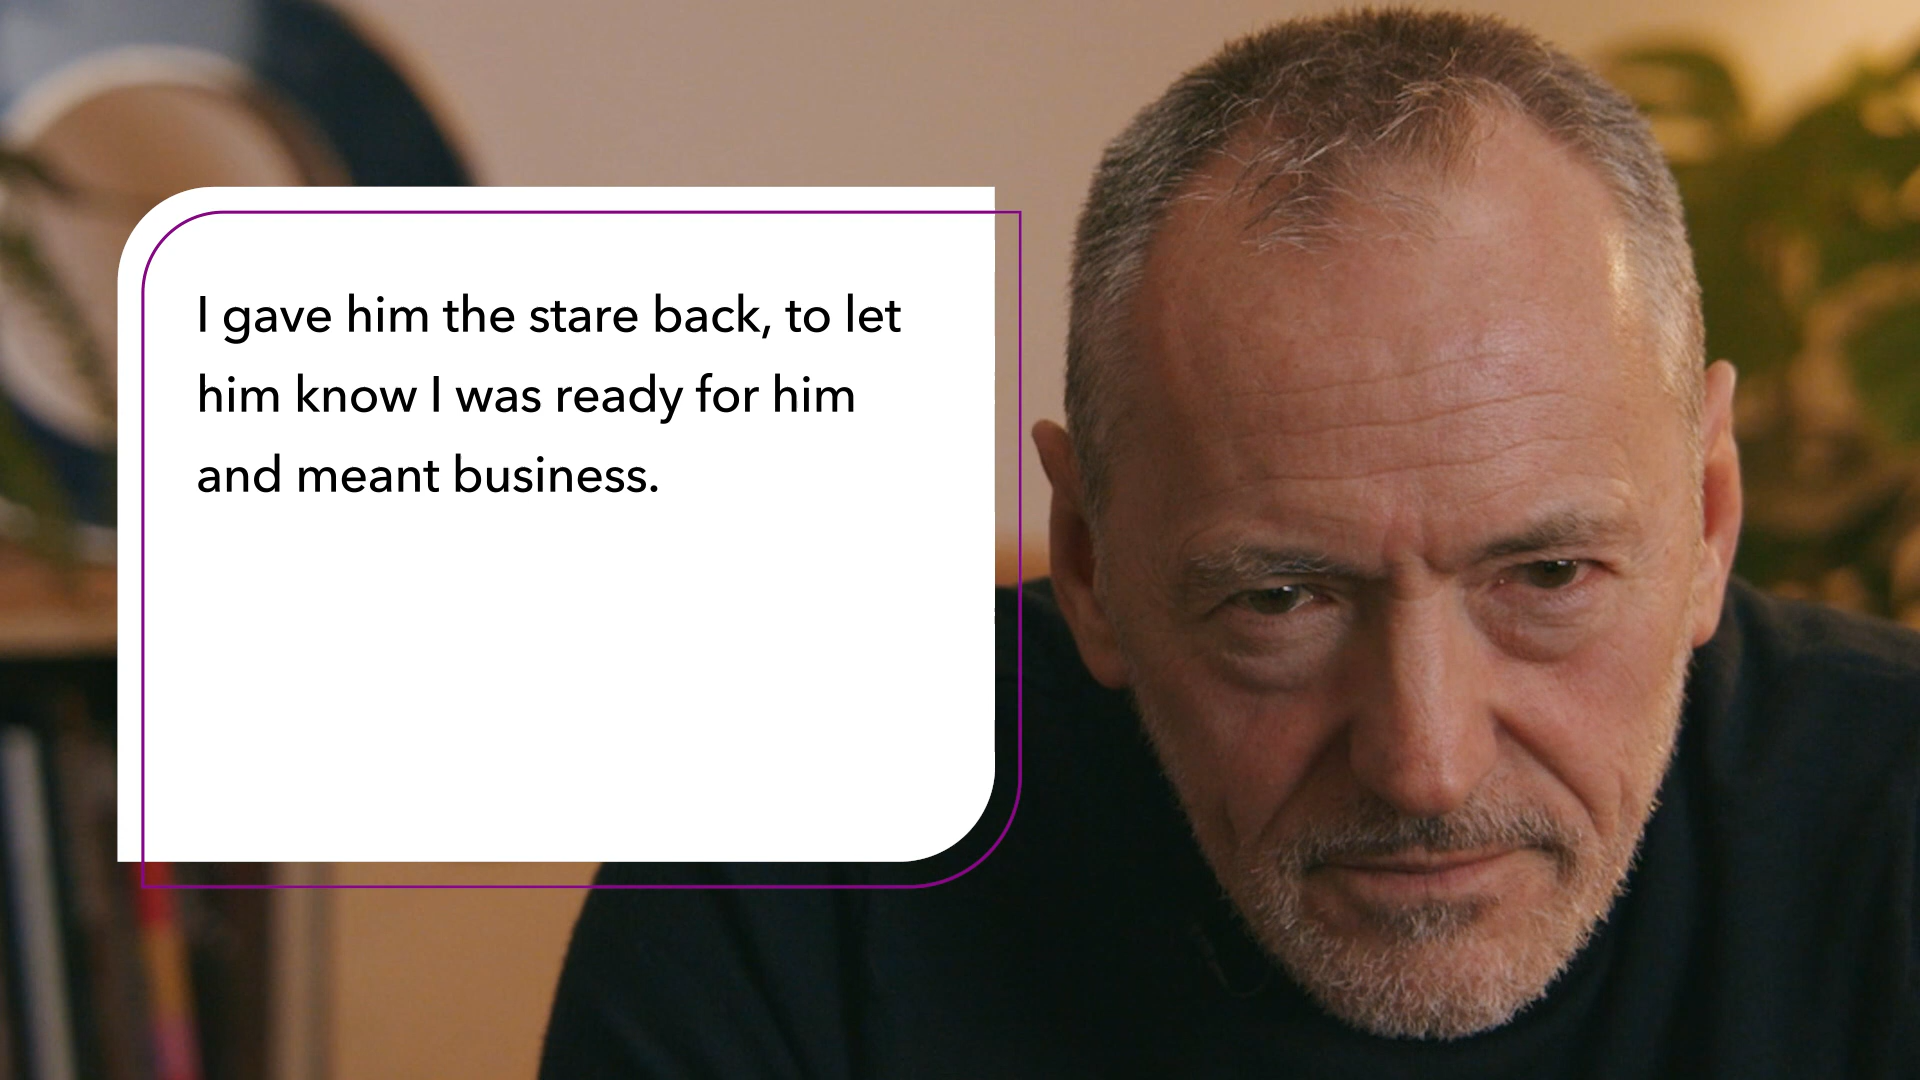 I gave him the stare back, to let
him know I was ready for him
and meant business.